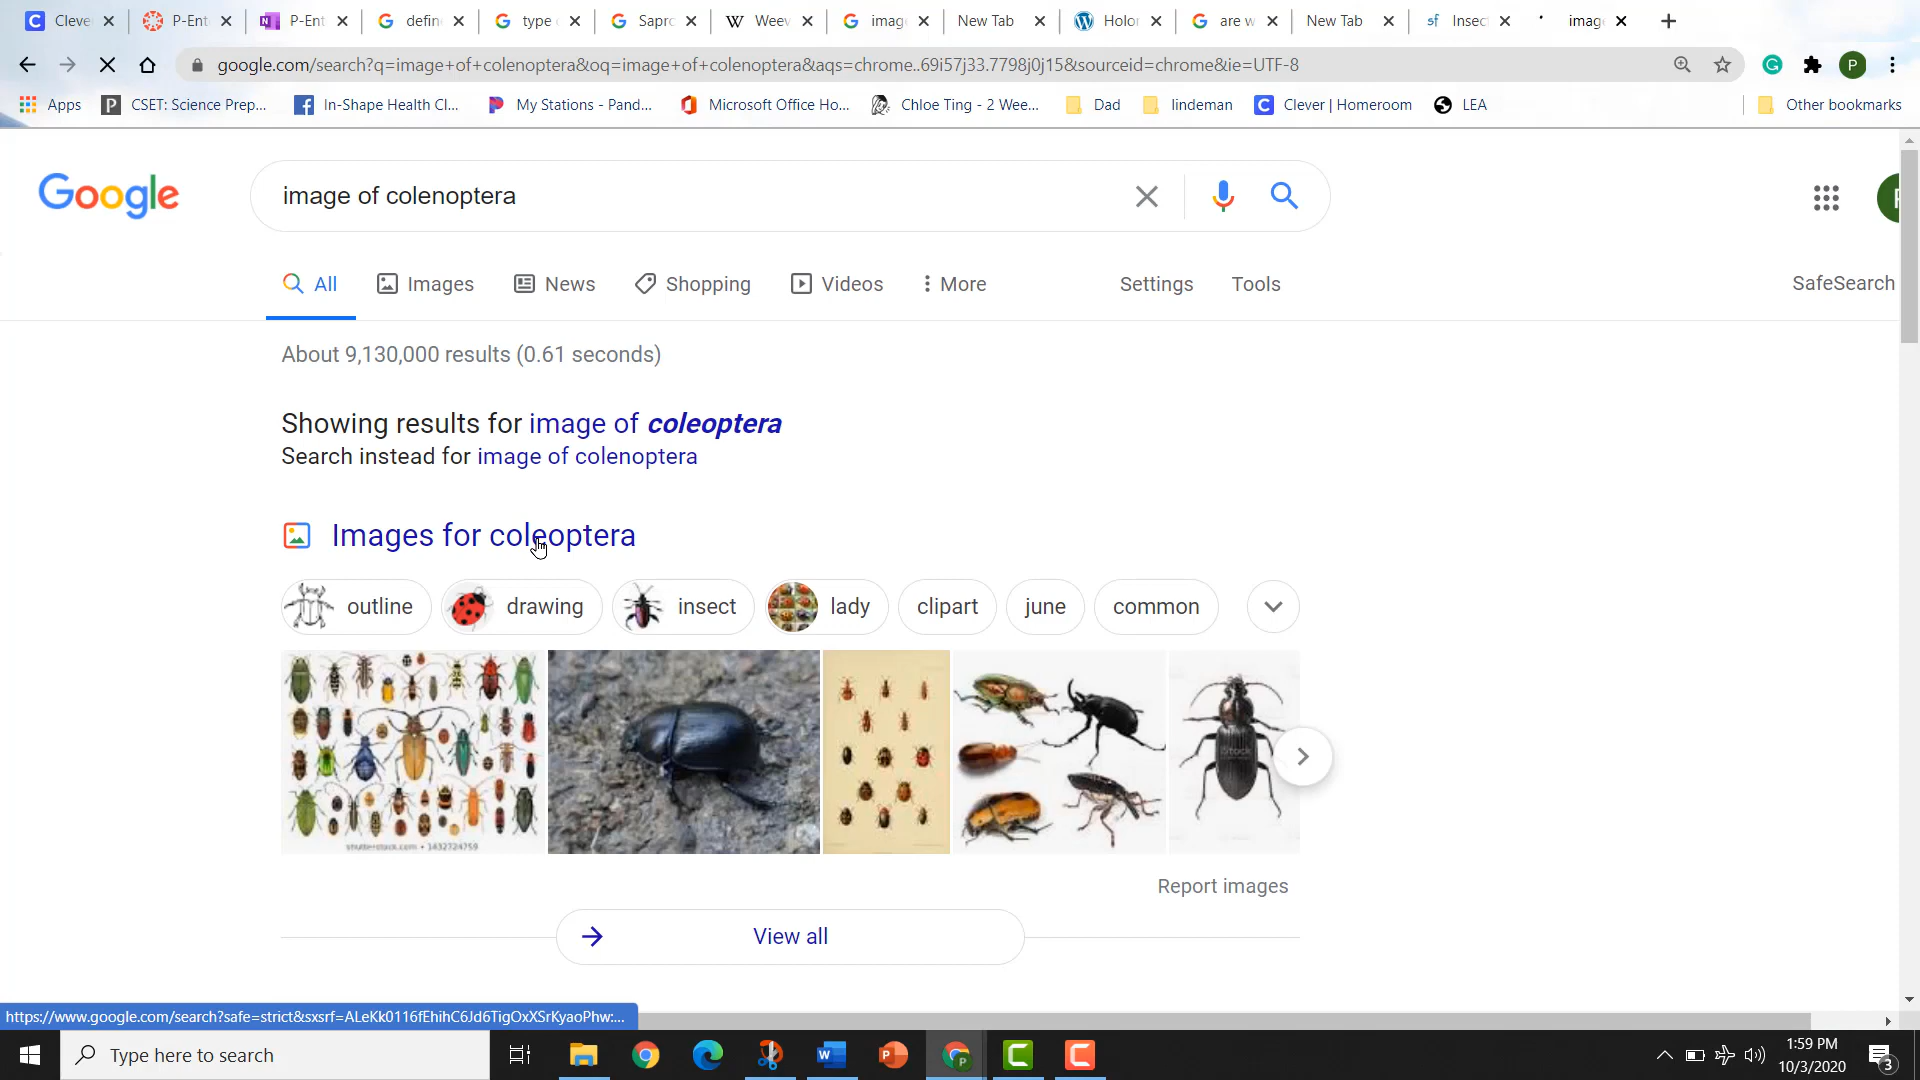 Cleve P-Ent P-Ent defin type Sapro Weev imag New Tab Holor are w New Tab sf Insec imag
google.com/search?q=image+of+colenoptera&oq=image+of+colenoptera&aqs=chrome..69i57j33.7798j0j15&sourceid=chrome&ie=UTF-8
Apps CSET: Science Prep... In-Shape Health Cl... My Stations - Pand... Microsoft Office Ho... Chloe Ting - 2 Wee... Dad lindeman Clever | Homeroom LEA Other bookmarks
Google image of colenoptera
All Images News Shopping Videos More Settings Tools SafeSearch
About 9,130,000 results (0.61 seconds)
Showing results for image of coleoptera
Search instead for image of colenoptera
Images for coleoptera
outline drawing insect lady clipart june common
iStock
shutterstock.com • 1432724759
Report images
View all
https://www.google.com/search?safe=strict&sxsrf=ALeKk0116fEhihC6Jd6TigOxXSrKyaoPhw:...
Type here to search
1:59 PM
10/3/2020
3